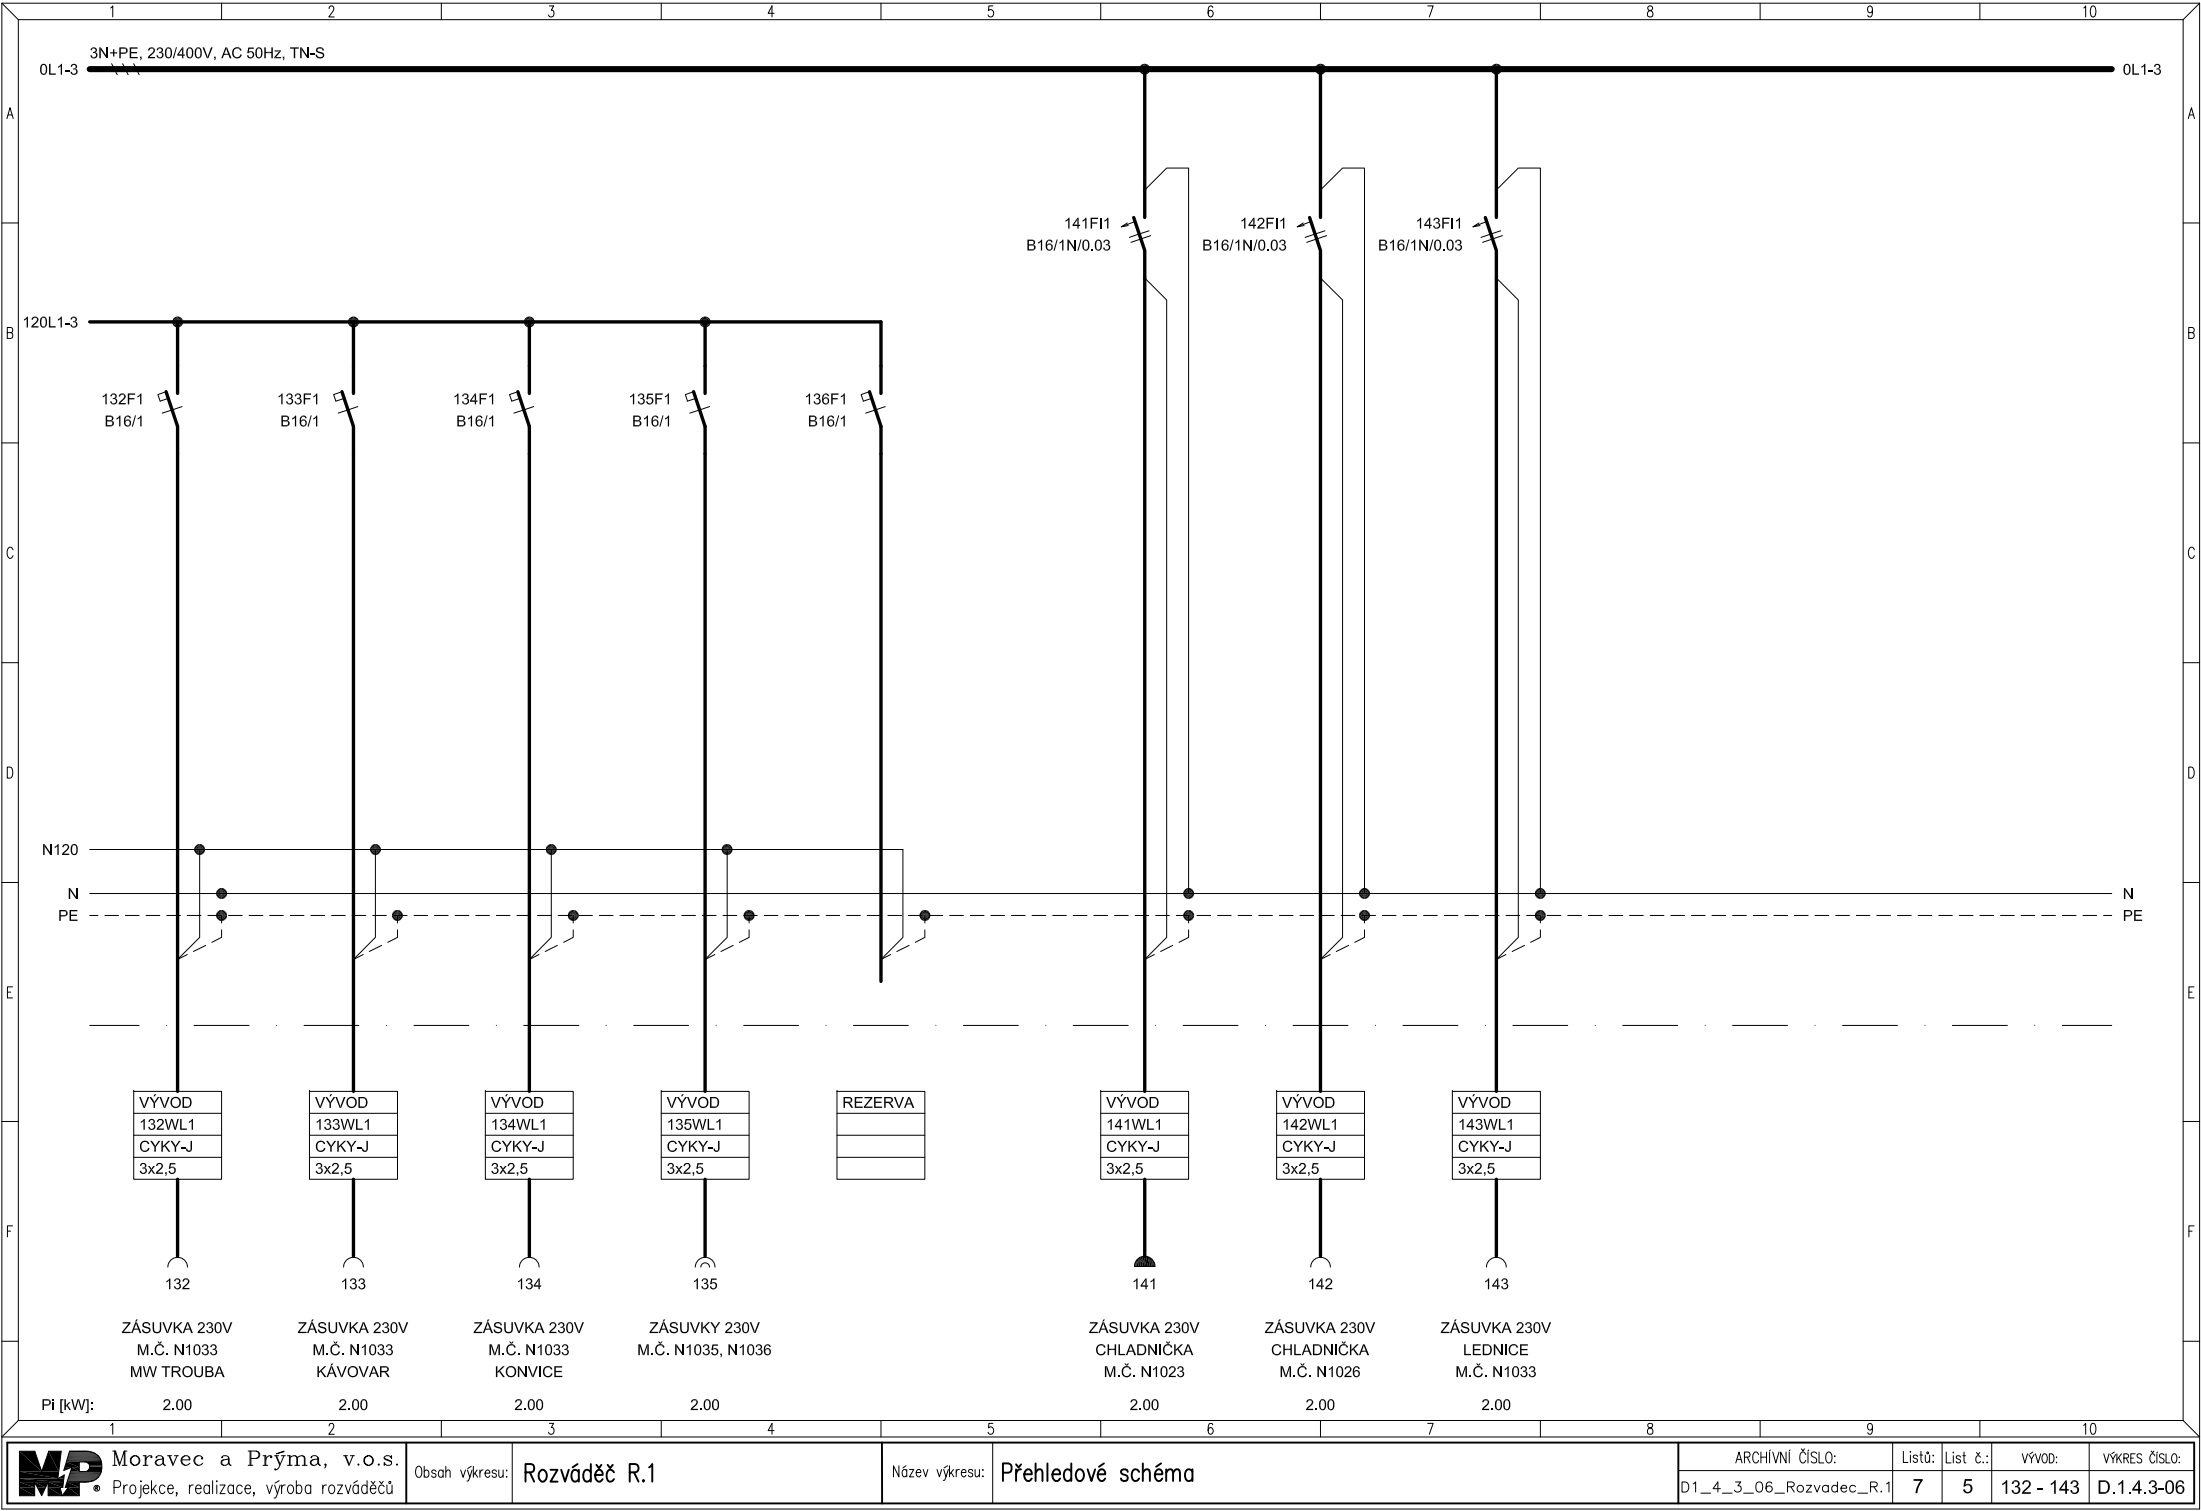 1 2 3 4 5 6 7 8 9 10
3N+PE, 230/400V, AC 50Hz, TN-S
0L1-3 0L1-3
A A
141FI1 142FI1 143FI1
B16/1N/0.03 B16/1N/0.03 B16/1N/0.03
120L1-3
B B
132F1 133F1 134F1 135F1 136F1
B16/1 B16/1 B16/1 B16/1 B16/1
C C
D D
N120
N N
PE PE
E E
VÝVOD VÝVOD VÝVOD VÝVOD REZERVA VÝVOD VÝVOD VÝVOD
132WL1 133WL1 134WL1 135WL1 141WL1 142WL1 143WL1
CYKY-J CYKY-J CYKY-J CYKY-J CYKY-J CYKY-J CYKY-J
3x2,5 3x2,5 3x2,5 3x2,5 3x2,5 3x2,5 3x2,5
F F
132 133 134 135 141 142 143
ZÁSUVKA 230V ZÁSUVKA 230V ZÁSUVKA 230V ZÁSUVKY 230V ZÁSUVKA 230V ZÁSUVKA 230V ZÁSUVKA 230V
M.Č. N1033 M.Č. N1033 M.Č. N1033 M.Č. N1035, N1036 CHLADNIČKA CHLADNIČKA LEDNICE
MW TROUBA KÁVOVAR KONVICE M.Č. N1023 M.Č. N1026 M.Č. N1033
Pi [kW]: 2.00 2.00 2.00 2.00 2.00 2.00 2.00
1 2 3 4 5 6 7 8 9 10
MP ®
Moravec a Prýma, v.o.s.
Projekce, realizace, výroba rozváděčů
Obsah výkresu: Rozváděč R.1
Název výkresu: Přehledové schéma
ARCHÍVNÍ ČÍSLO: Listů: List č.: VÝVOD: VÝKRES ČÍSLO:
D1_4_3_06_Rozvadec_R.1 7 5 132 - 143 D.1.4.3-06